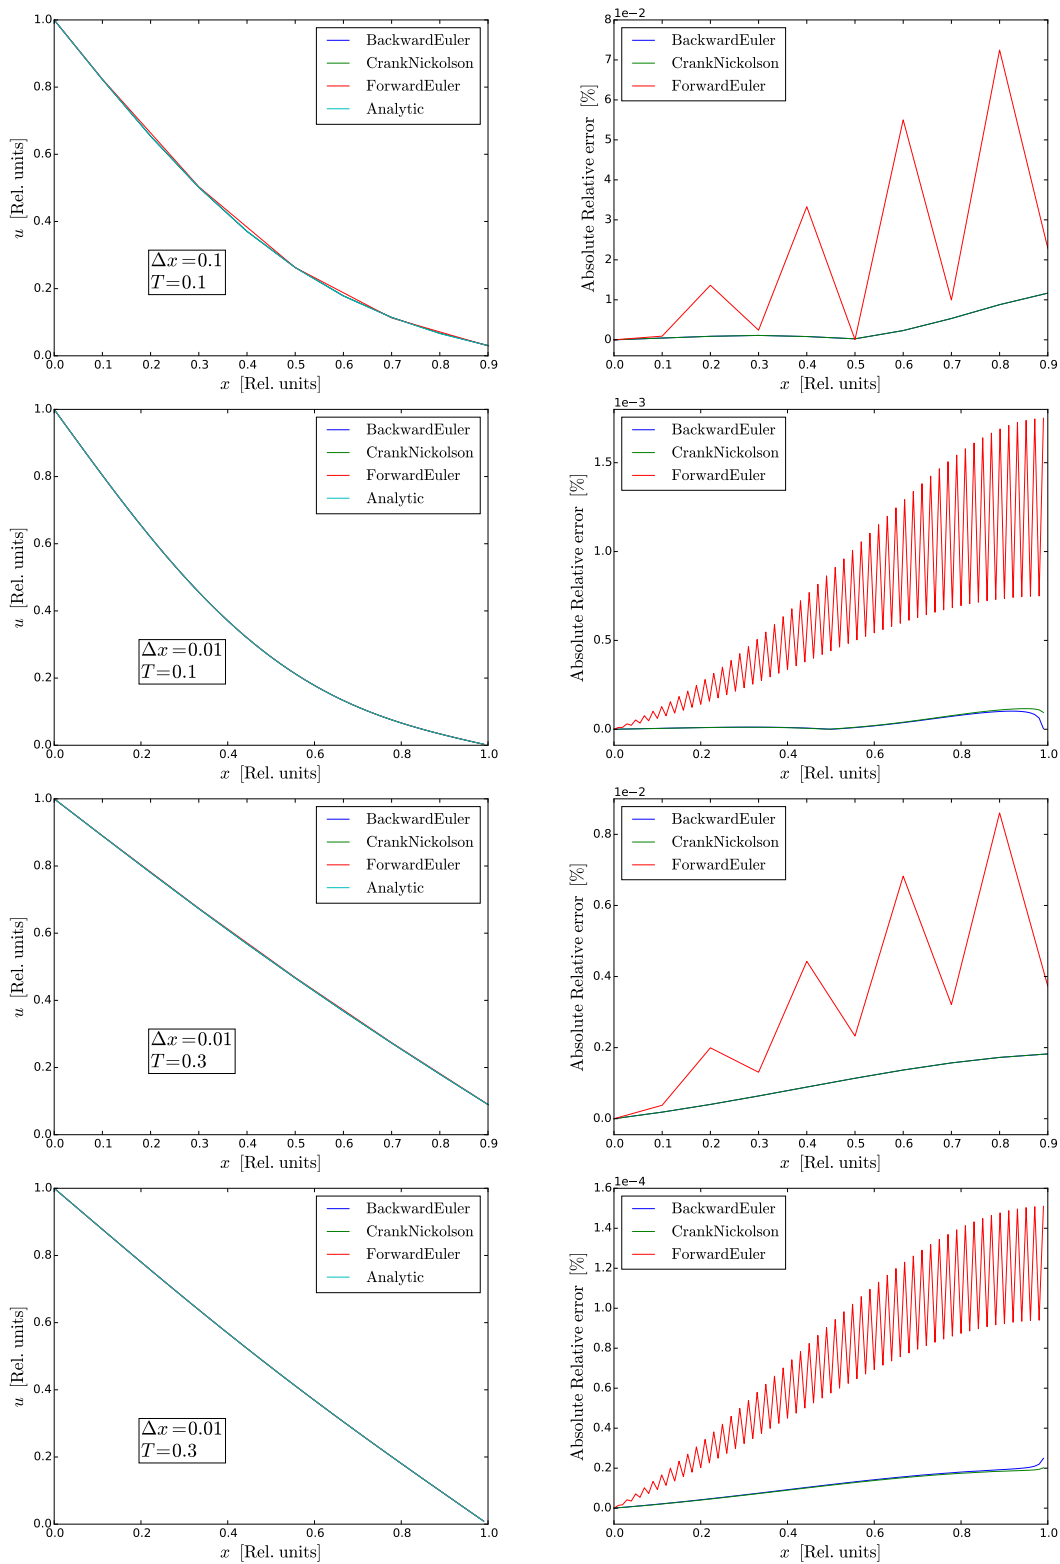 1.0
0.8
0.6
0.4
0.2
0.0
u [Rel. units]
BackwardEuler
CrankNickolson
ForwardEuler
Analytic
Δx=0.1
T=0.1
0.0 0.1 0.2 0.3 0.4 0.5 0.6 0.7 0.8 0.9
x [Rel. units]
1e−2
8
7
6
5
4
3
2
1
0
Absolute Relative error [%]
BackwardEuler
CrankNickolson
ForwardEuler
0.0 0.1 0.2 0.3 0.4 0.5 0.6 0.7 0.8 0.9
x [Rel. units]
1.0
0.8
0.6
0.4
0.2
0.0
u [Rel. units]
BackwardEuler
CrankNickolson
ForwardEuler
Analytic
Δx=0.01
T=0.1
0.0 0.2 0.4 0.6 0.8 1.0
x [Rel. units]
1e−3
1.5
1.0
0.5
0.0
Absolute Relative error [%]
BackwardEuler
CrankNickolson
ForwardEuler
0.0 0.2 0.4 0.6 0.8 1.0
x [Rel. units]
1.0
0.8
0.6
0.4
0.2
0.0
u [Rel. units]
BackwardEuler
CrankNickolson
ForwardEuler
Analytic
Δx=0.01
T=0.3
0.0 0.1 0.2 0.3 0.4 0.5 0.6 0.7 0.8 0.9
x [Rel. units]
1e−2
0.8
0.6
0.4
0.2
0.0
Absolute Relative error [%]
BackwardEuler
CrankNickolson
ForwardEuler
0.0 0.1 0.2 0.3 0.4 0.5 0.6 0.7 0.8 0.9
x [Rel. units]
1.0
0.8
0.6
0.4
0.2
0.0
u [Rel. units]
BackwardEuler
CrankNickolson
ForwardEuler
Analytic
Δx=0.01
T=0.3
0.0 0.2 0.4 0.6 0.8 1.0
x [Rel. units]
1e−4
1.6
1.4
1.2
1.0
0.8
0.6
0.4
0.2
0.0
Absolute Relative error [%]
BackwardEuler
CrankNickolson
ForwardEuler
0.0 0.2 0.4 0.6 0.8 1.0
x [Rel. units]